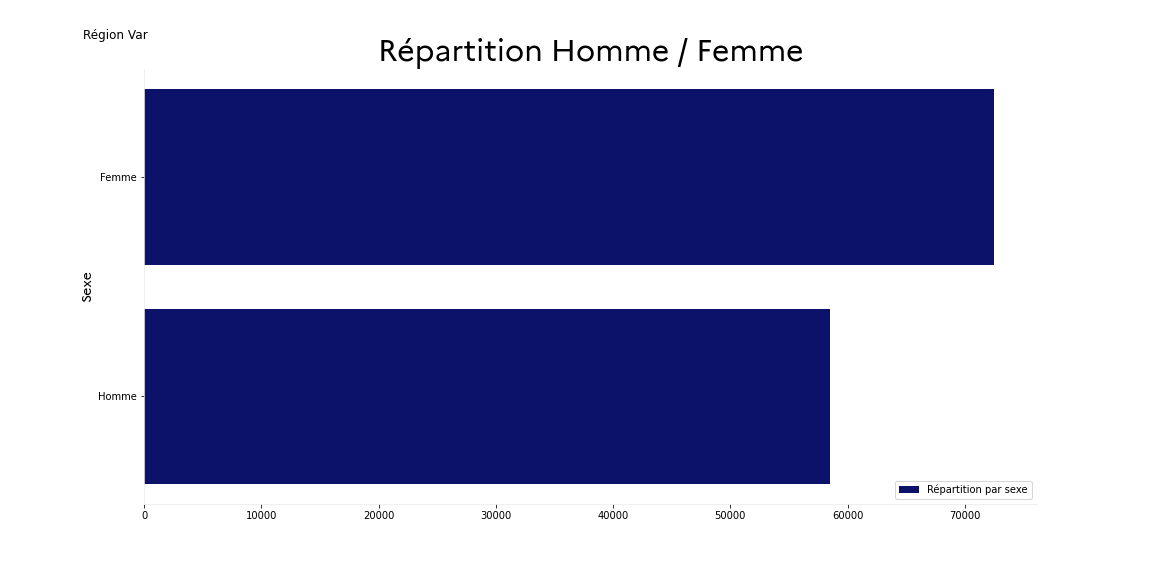 Région Var
Répartition Homme / Femme
Femme
Sexe
Homme
Répartition par sexe
0 10000 20000 30000 40000 50000 60000 70000